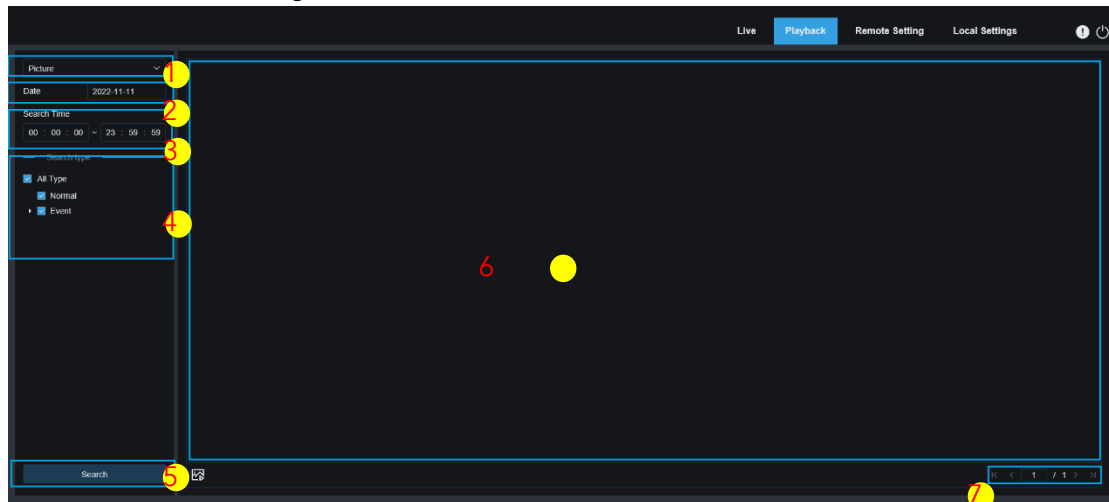 Live Playback Remote Setting Local Settings
Picture
1
Date 2022-11-11
2
Search Time
00 : 00 : 00 ~ 23 : 59 : 59
3
Search type
All Type
Normal
Event
4
6
Search
5
1 / 1
7